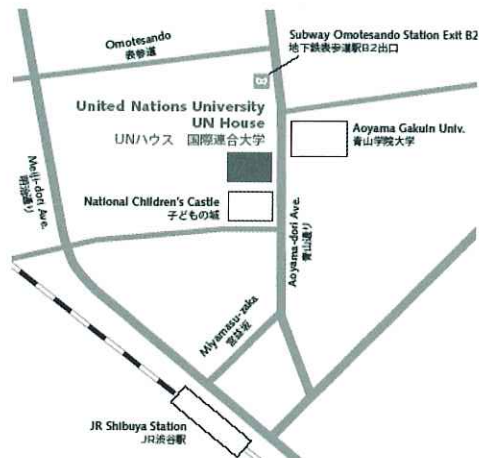 Omotesando
表参道
Subway Omotesando Station Exit B2
地下鉄表参道駅B2出口
B2
United Nations University
UN House
UNハウス 国際連合大学
Aoyama Gakuin Univ.
青山学院大学
Meiji-dori Ave.
明治通り
National Children's Castle
子どもの城
Aoyama-dori Ave.
青山通り
Miyamasu-zaka
宮益坂
JR Shibuya Station
JR渋谷駅